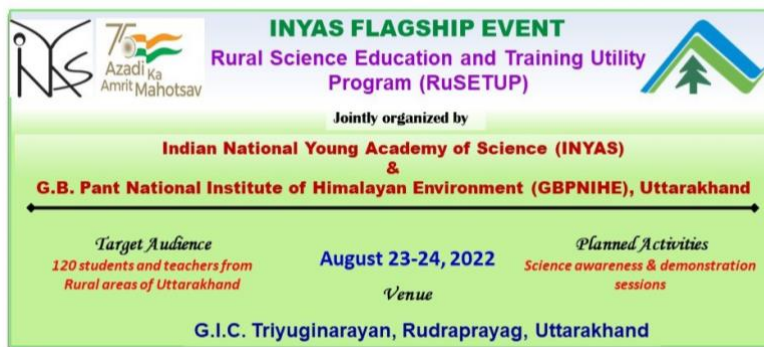 INYAS
75
Azadi Ka
Amrit Mahotsav
INYAS FLAGSHIP EVENT
Rural Science Education and Training Utility
Program (RuSETUP)
Jointly organized by
Indian National Young Academy of Science (INYAS)
&
G.B. Pant National Institute of Himalayan Environment (GBPNIHE), Uttarakhand
Target Audience
120 students and teachers from
Rural areas of Uttarakhand
August 23-24, 2022
Venue
Planned Activities
Science awareness & demonstration
sessions
G.I.C. Triyuginarayan, Rudraprayag, Uttarakhand